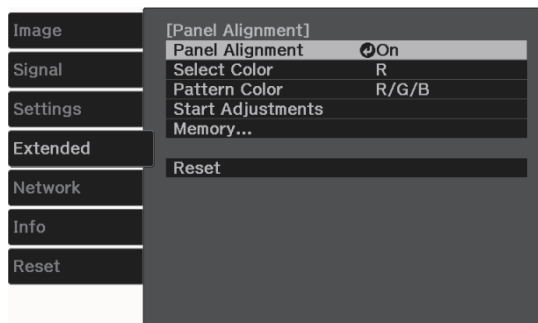 Image
Signal
Settings
Extended
Network
Info
Reset
[Panel Alignment]
Panel Alignment On
Select Color R
Pattern Color R/G/B
Start Adjustments
Memory...
Reset